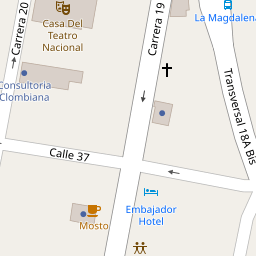 Carrera 20
Casa Del
Teatro
Nacional
Carrera 19
La Magdalena
Consultoria
Clombiana
Transversal 18A Bis
Calle 37
Embajador
Hotel
Mosto